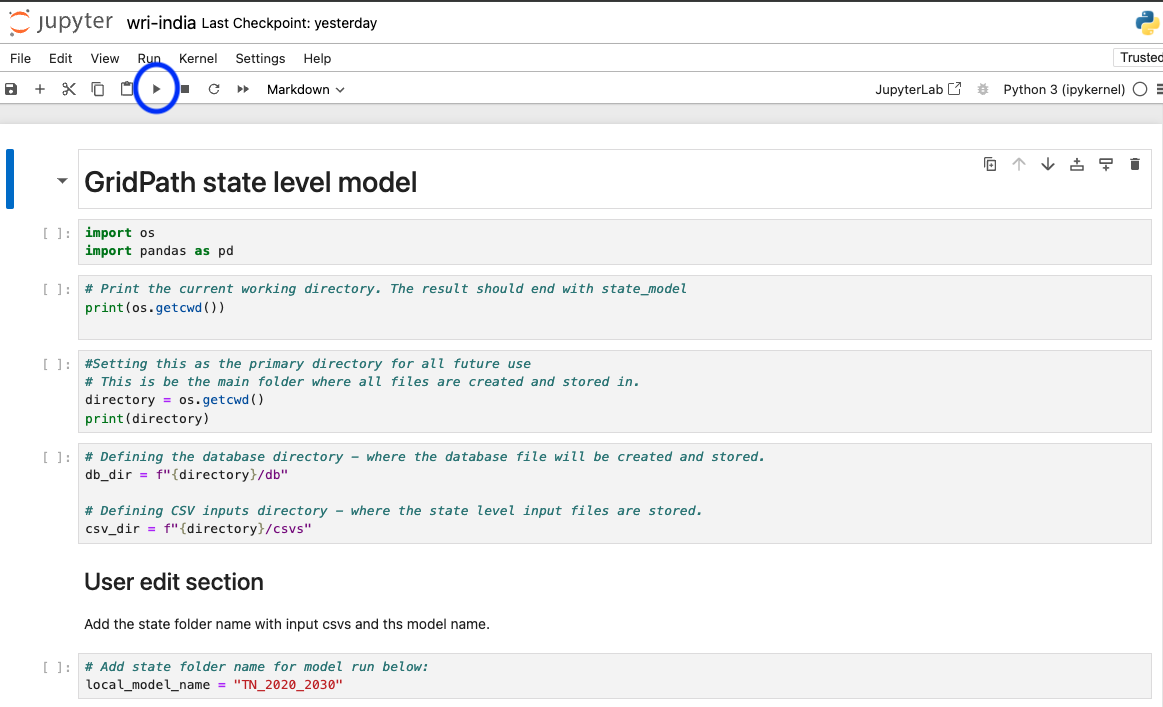 jupyter wri-india Last Checkpoint: yesterday
File Edit View Run Kernel Settings Help
Trusted
Markdown
JupyterLab
Python 3 (ipykernel)
GridPath state level model
[ ]: import os
import pandas as pd
[ ]: # Print the current working directory. The result should end with state_model
print(os.getcwd())
[ ]: #Setting this as the primary directory for all future use
# This is be the main folder where all files are created and stored in.
directory = os.getcwd()
print(directory)
[ ]: # Defining the database directory – where the database file will be created and stored.
db_dir = f"{directory}/db"
# Defining CSV inputs directory – where the state level input files are stored.
csv_dir = f"{directory}/csvs"
User edit section
Add the state folder name with input csvs and ths model name.
[ ]: # Add state folder name for model run below:
local_model_name = "TN_2020_2030"